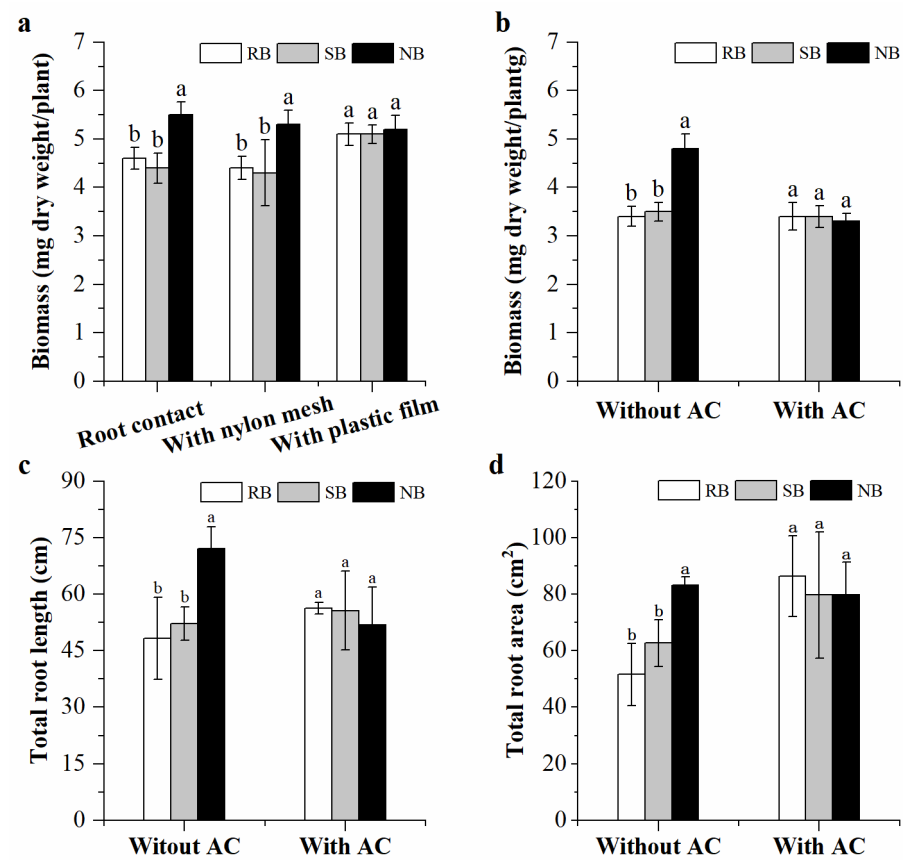 a
7
6
5
4
3
2
1
0
Biomass (mg dry weight/plant)
RB SB NB
b b a
b b a
a a a
Root contact
With nylon mesh
With plastic film
b
7
6
5
4
3
2
1
0
Biomass (mg dry weight/plantg)
RB SB NB
b b a
a a a
Without AC With AC
c
90
75
60
45
30
15
0
Total root length (cm)
RB SB NB
b b a
a a a
Witout AC With AC
d
120
100
80
60
40
20
0
Total root area (cm²)
RB SB NB
b b a
a a a
Without AC With AC